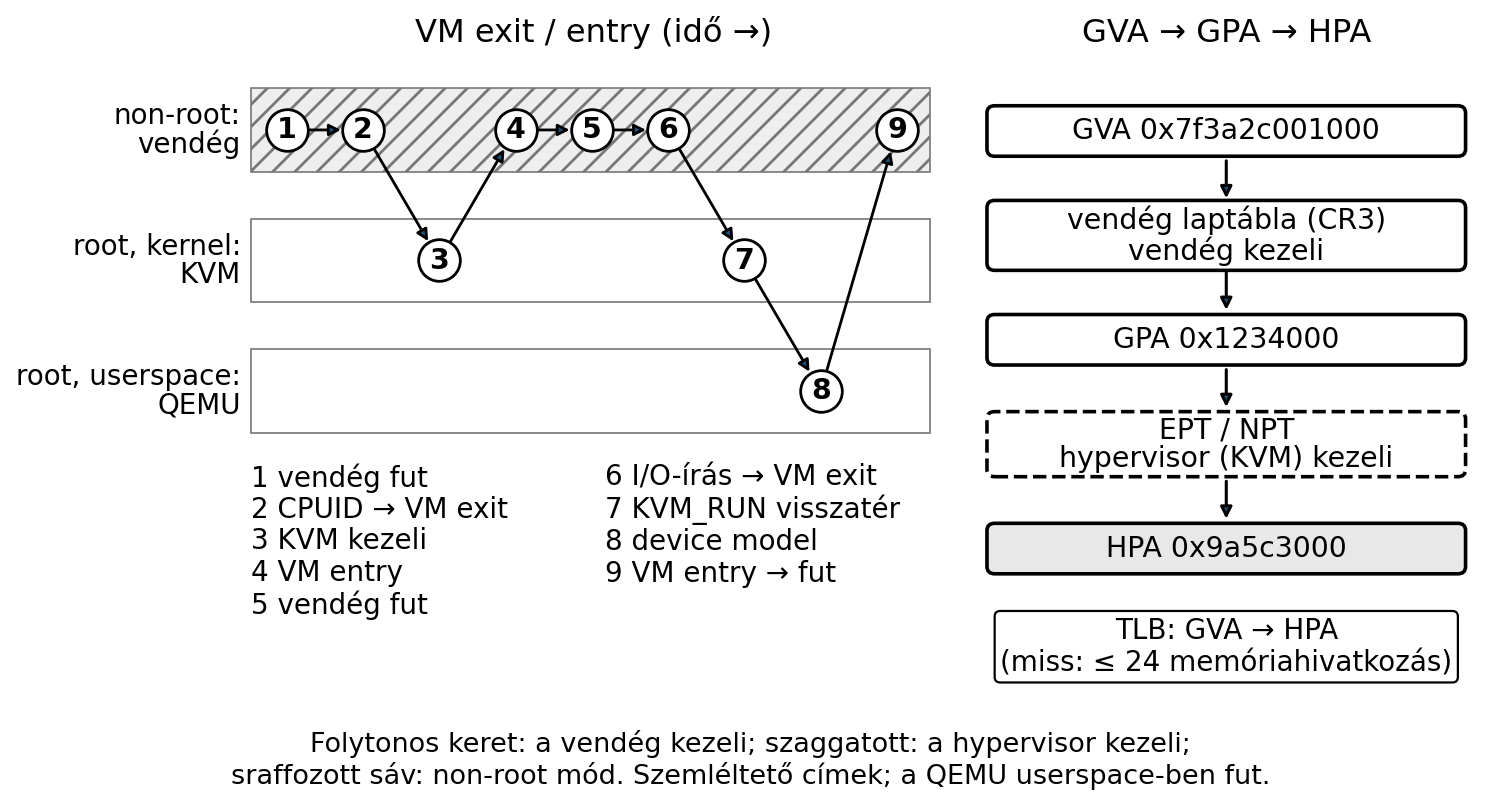 VM exit / entry (idő →)
non-root:
vendég
1 2 4 5 6 9
root, kernel:
KVM
3 7
root, userspace:
QEMU
8
1 vendég fut
2 CPUID → VM exit
3 KVM kezeli
4 VM entry
5 vendég fut
6 I/O-írás → VM exit
7 KVM_RUN visszatér
8 device model
9 VM entry → fut
GVA → GPA → HPA
GVA 0x7f3a2c001000
vendég laptábla (CR3)
vendég kezeli
GPA 0x1234000
EPT / NPT
hypervisor (KVM) kezeli
HPA 0x9a5c3000
TLB: GVA → HPA
(miss: ≤ 24 memóriahivatkozás)
Folytonos keret: a vendég kezeli; szaggatott: a hypervisor kezeli;
sraffozott sáv: non-root mód. Szemléltető címek; a QEMU userspace-ben fut.